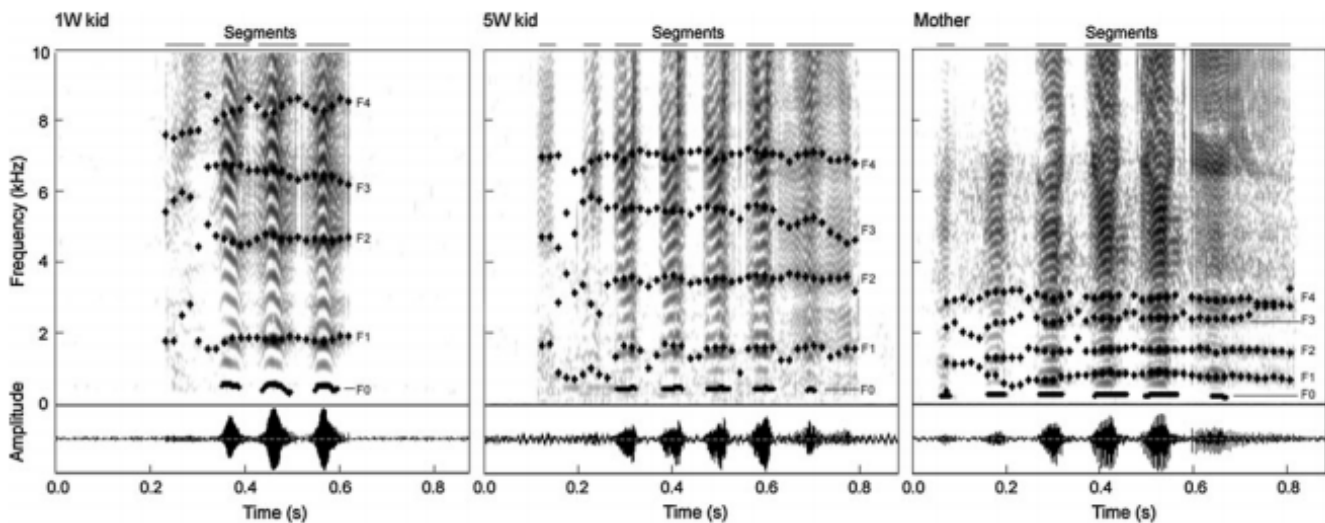 1W kid
5W kid
Mother
Segments
Segments
Segments
10
8
6
4
2
0
Frequency (kHz)
F4
F3
F2
F1
F0
F4
F3
F2
F1
F0
F4
F3
F2
F1
F0
Amplitude
0.0 0.2 0.4 0.6 0.8
0.0 0.2 0.4 0.6 0.8
0.0 0.2 0.4 0.6 0.8
Time (s)
Time (s)
Time (s)